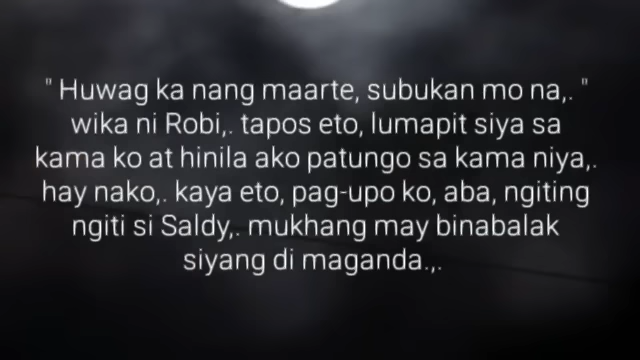 " Huwag ka nang maarte, subukan mo na,. "
wika ni Robi,. tapos eto, lumapit siya sa
kama ko at hinila ako patungo sa kama niya,.
hay nako,. kaya eto, pag-upo ko, aba, ngiting
ngiti si Saldy,. mukhang may binabalak
siyang di maganda.,.